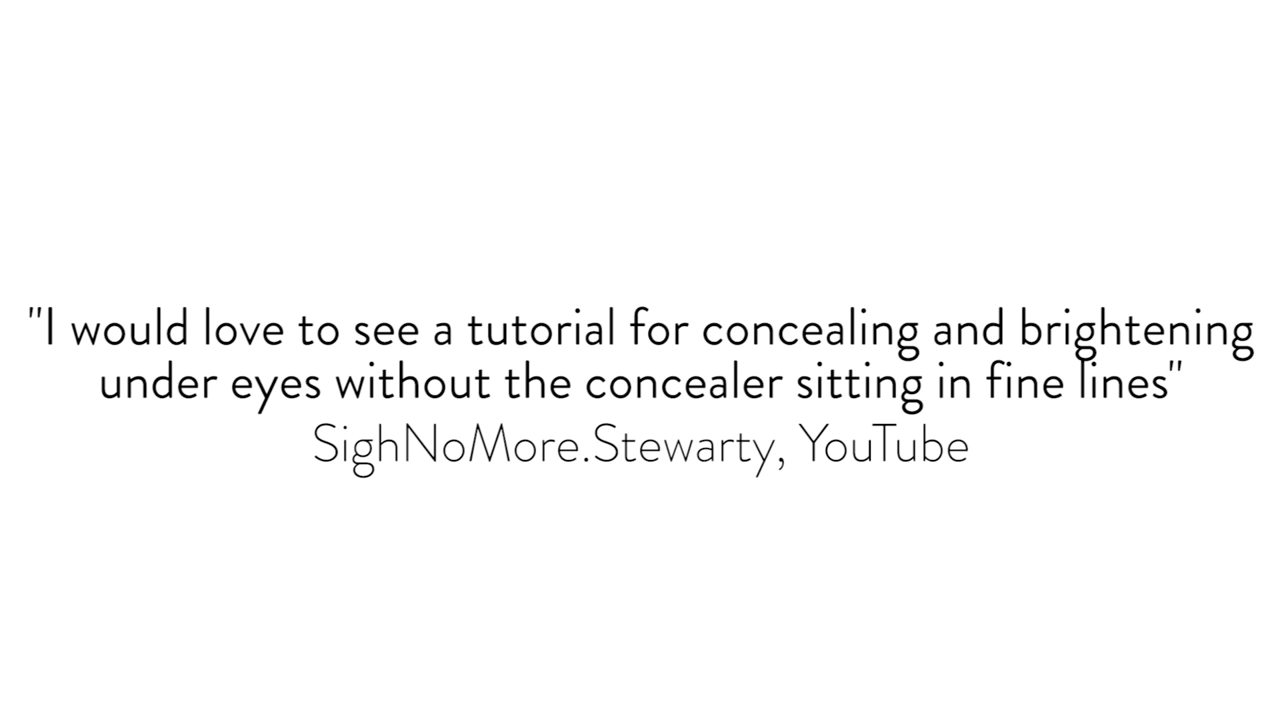 "I would love to see a tutorial for concealing and brightening
under eyes without the concealer sitting in fine lines"
SighNoMore.Stewarty, YouTube